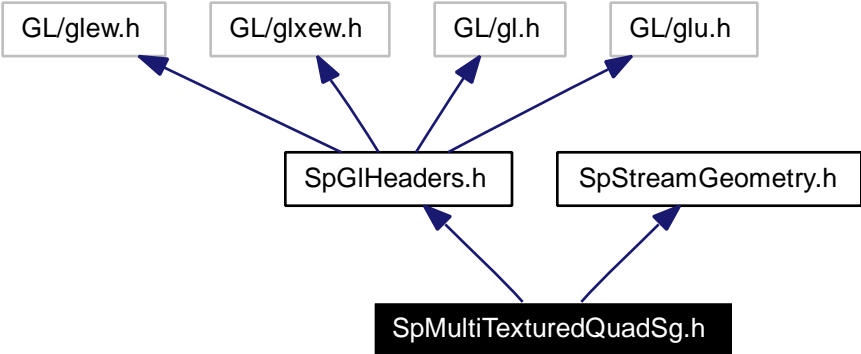 GL/glew.h
GL/glxew.h
GL/gl.h
GL/glu.h
SpGlHeaders.h
SpStreamGeometry.h
SpMultiTexturedQuadSg.h